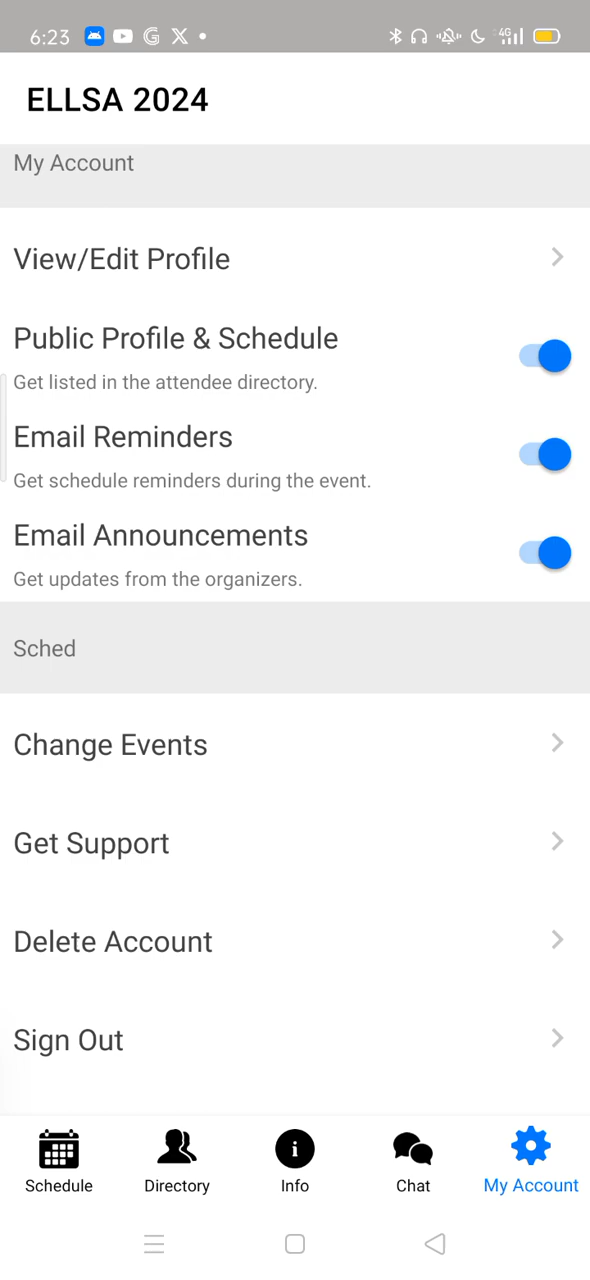 6:23
4G
ELLSA 2024
My Account
View/Edit Profile
Public Profile & Schedule
Get listed in the attendee directory.
Email Reminders
Get schedule reminders during the event.
Email Announcements
Get updates from the organizers.
Sched
Change Events
Get Support
Delete Account
Sign Out
Schedule
Directory
Info
Chat
My Account